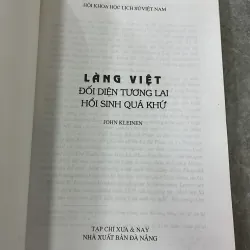 HỘI KHOA HỌC LỊCH SỬ VIỆT NAM
LÀNG VIỆT
ĐỐI DIỆN TƯƠNG LAI
HỒI SINH QUÁ KHỨ
JOHN KLEINEN
TẠP CHÍ XƯA & NAY
NHÀ XUẤT BẢN ĐÀ NẴNG